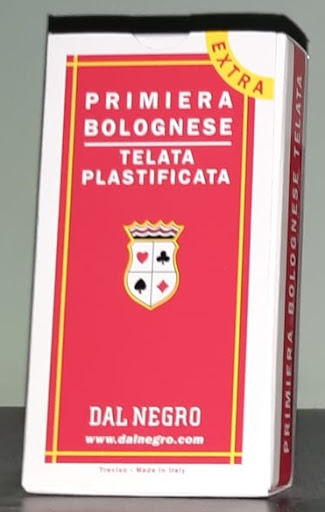 EXTRA
PRIMIERA
BOLOGNESE
TELATA
PLASTIFICATA
DAL NEGRO
www.dalnegro.com
Treviso - Made in Italy
PRIMIERA BOLOGNESE TELATA